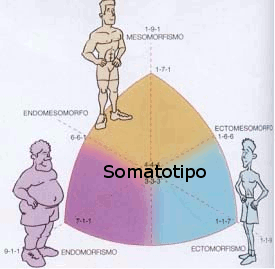 1-9-1
MESOMORFISMO
1-7-1
ENDOMESOMORFO
ECTOMESOMORFO
6-6-1
1-6-6
4-4-4
Somatotipo
3-3-3
7-1-1
1-1-7
1-1-9
9-1-1
ENDOMORFISMO
ECTOMORFISMO